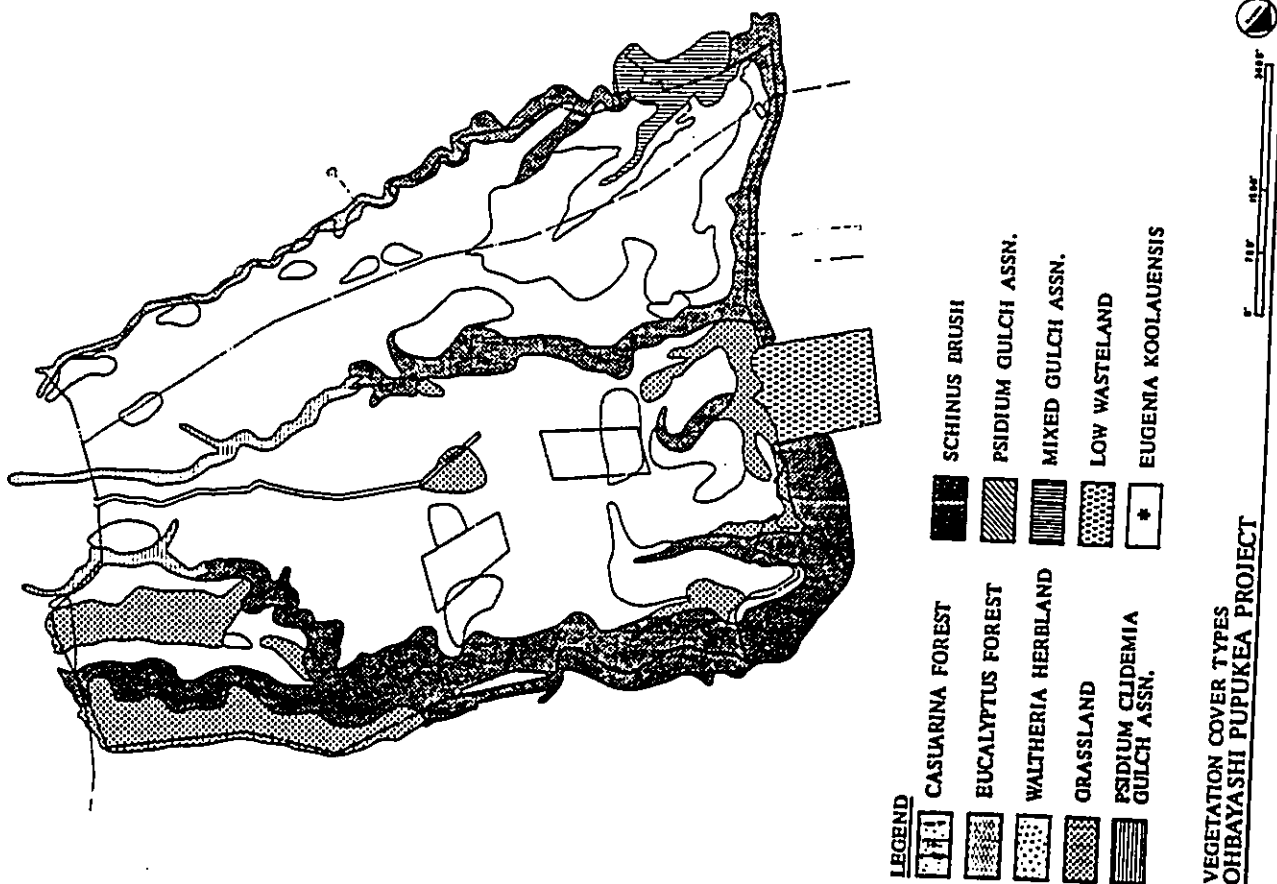 LEGEND
CASUARINA FOREST
EUCALYPTUS FOREST
WALTHERIA HERBLAND
GRASSLAND
PSIDIUM CLIDEMIA
GULCH ASSN.
SCHINUS BRUSH
PSIDIUM GULCH ASSN.
MIXED GULCH ASSN.
LOW WASTELAND
* EUGENIA KOOLAUENSIS
VEGETATION COVER TYPES
OHBAYASHI PUPUKEA PROJECT
0'